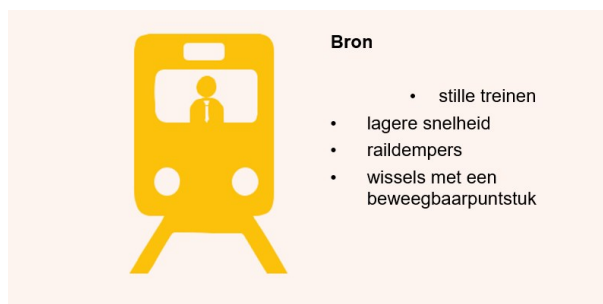 Bron
• stille treinen
• lagere snelheid
• raildempers
• wissels met een
beweegbaarpuntstuk